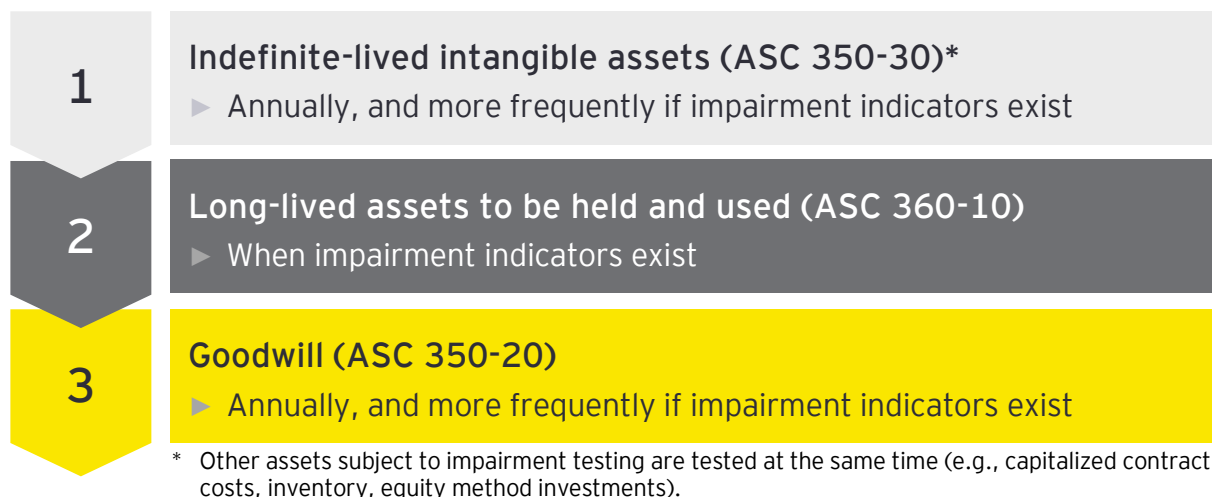 1
Indefinite-lived intangible assets (ASC 350-30)*
► Annually, and more frequently if impairment indicators exist
2
Long-lived assets to be held and used (ASC 360-10)
► When impairment indicators exist
3
Goodwill (ASC 350-20)
► Annually, and more frequently if impairment indicators exist
* Other assets subject to impairment testing are tested at the same time (e.g., capitalized contract
costs, inventory, equity method investments).